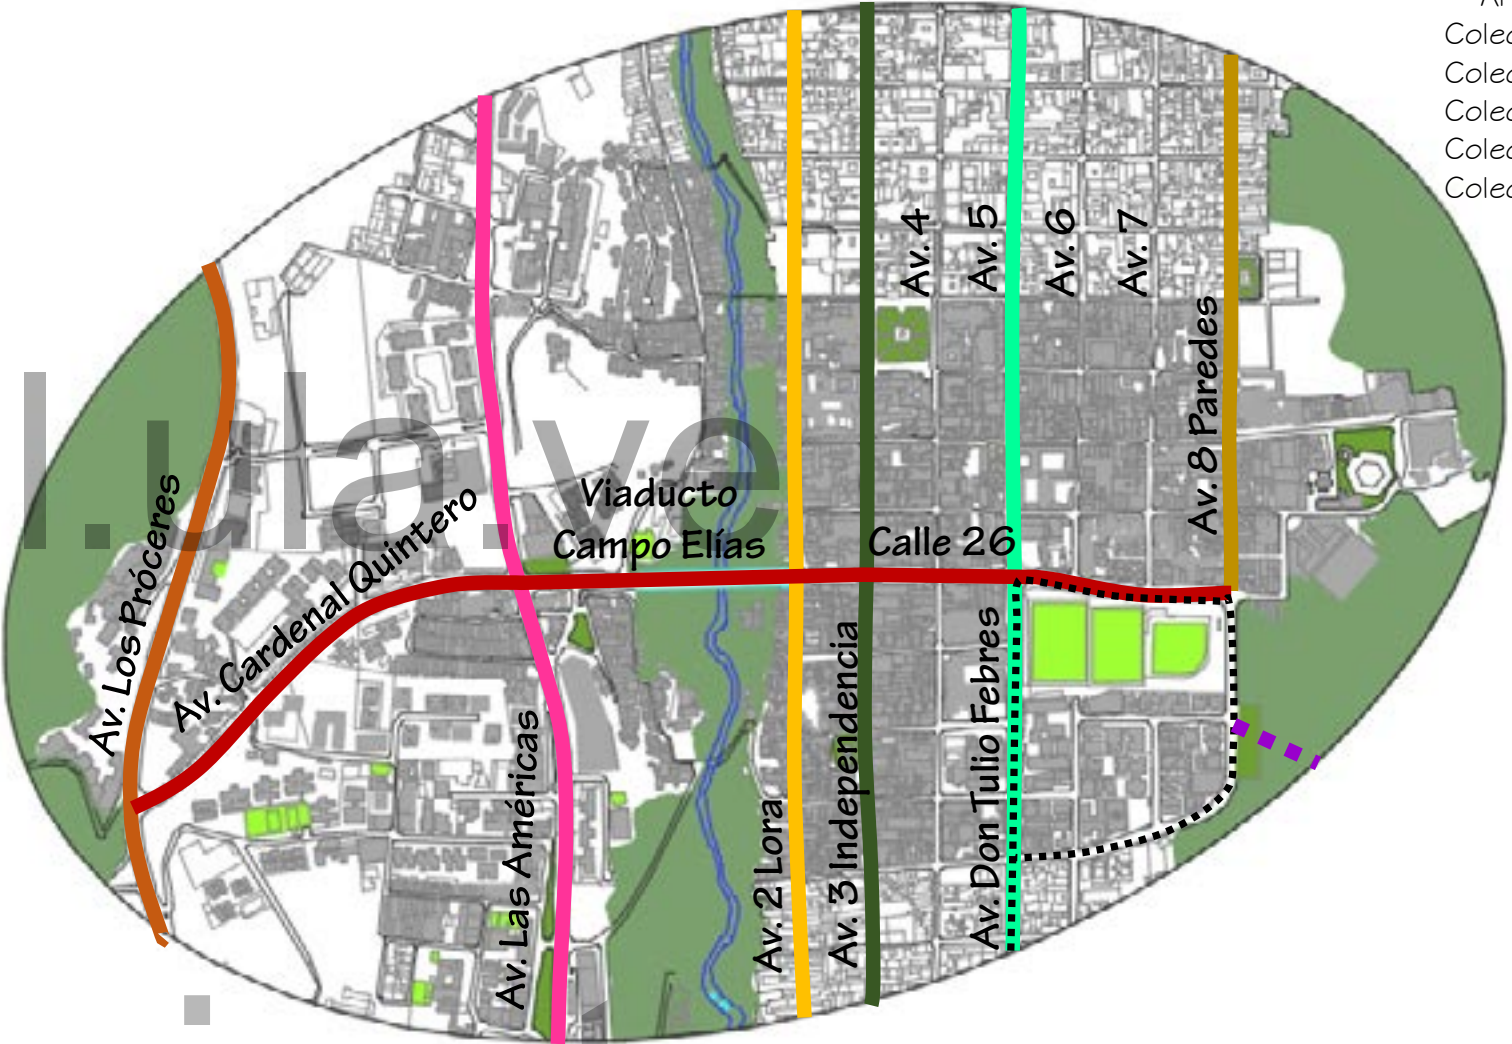 Av. 4
Av. 5
Av. 6
Av. 7
Av. 8 Paredes
l.ula.ve
Viaducto
Campo Elías
Calle 26
Av. Los Próceres
Av. Cardenal Quintero
Av. Las Américas
Av. 2 Lora
Av. 3 Independencia
Av. Don Tulio Febres